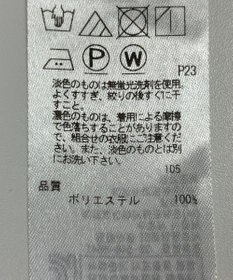 P
W
P23
淡色のものは無蛍光洗剤を使用。
よくすすぎ、絞りの後すぐに干
すこと。
濃色のものは、着用による摩擦
で色落ちすることがありますの
で、組合せの衣服にご注意くだ
さい。また、淡色のものとは別
にお洗い下さい。
105
品質
ポリエステル 100%